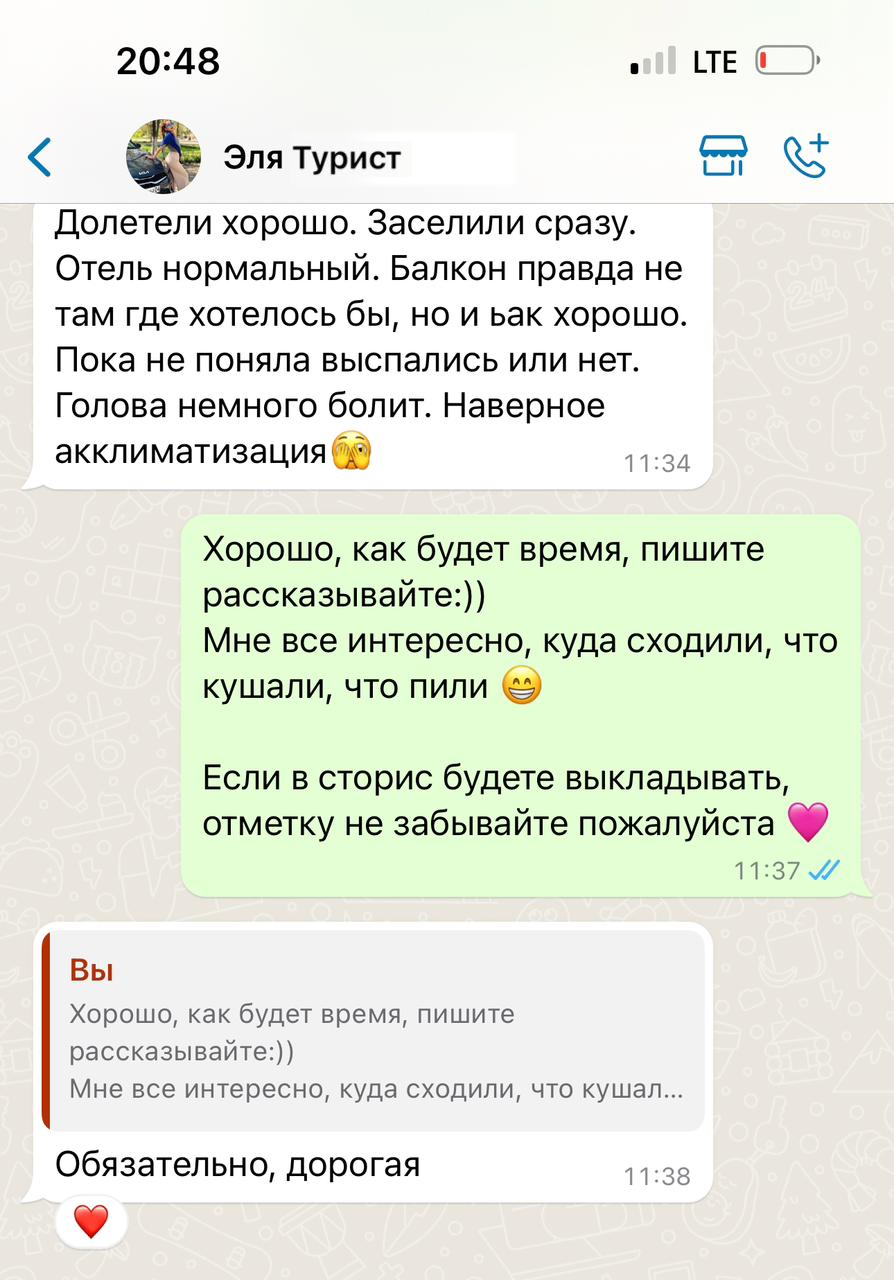 20:48
LTE
Эля Турист
Долетели хорошо. Заселили сразу.
Отель нормальный. Балкон правда не
там где хотелось бы, но и ьак хорошо.
Пока не поняла выспались или нет.
Голова немного болит. Наверное
акклиматизация🫣
11:34
Хорошо, как будет время, пишите
рассказывайте:))
Мне все интересно, куда сходили, что
кушали, что пили 😁
Если в сторис будете выкладывать,
отметку не забывайте пожалуйста 🩷
11:37
Вы
Хорошо, как будет время, пишите
рассказывайте:))
Мне все интересно, куда сходили, что кушал...
Обязательно, дорогая
11:38
❤️